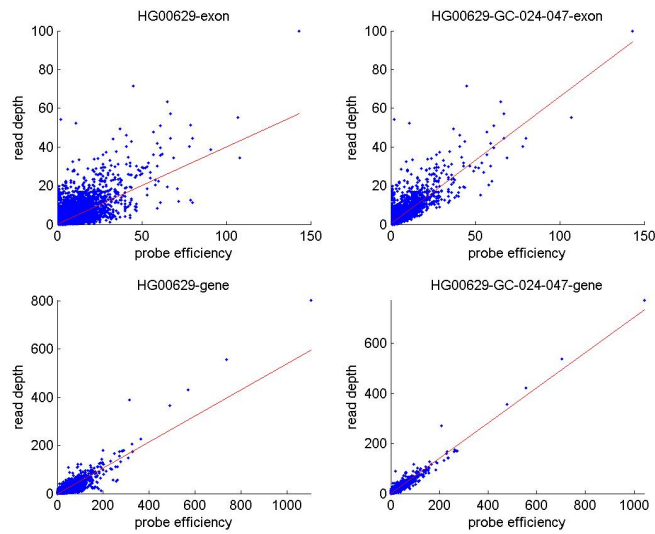 HG00629-exon
100
80
60
40
20
0
read depth
0 50 100 150
probe efficiency
HG00629-GC-024-047-exon
100
80
60
40
20
0
read depth
0 50 100 150
probe efficiency
HG00629-gene
800
600
400
200
0
read depth
0 200 400 600 800 1000
probe efficiency
HG00629-GC-024-047-gene
600
400
200
0
read depth
0 200 400 600 800 1000
probe efficiency